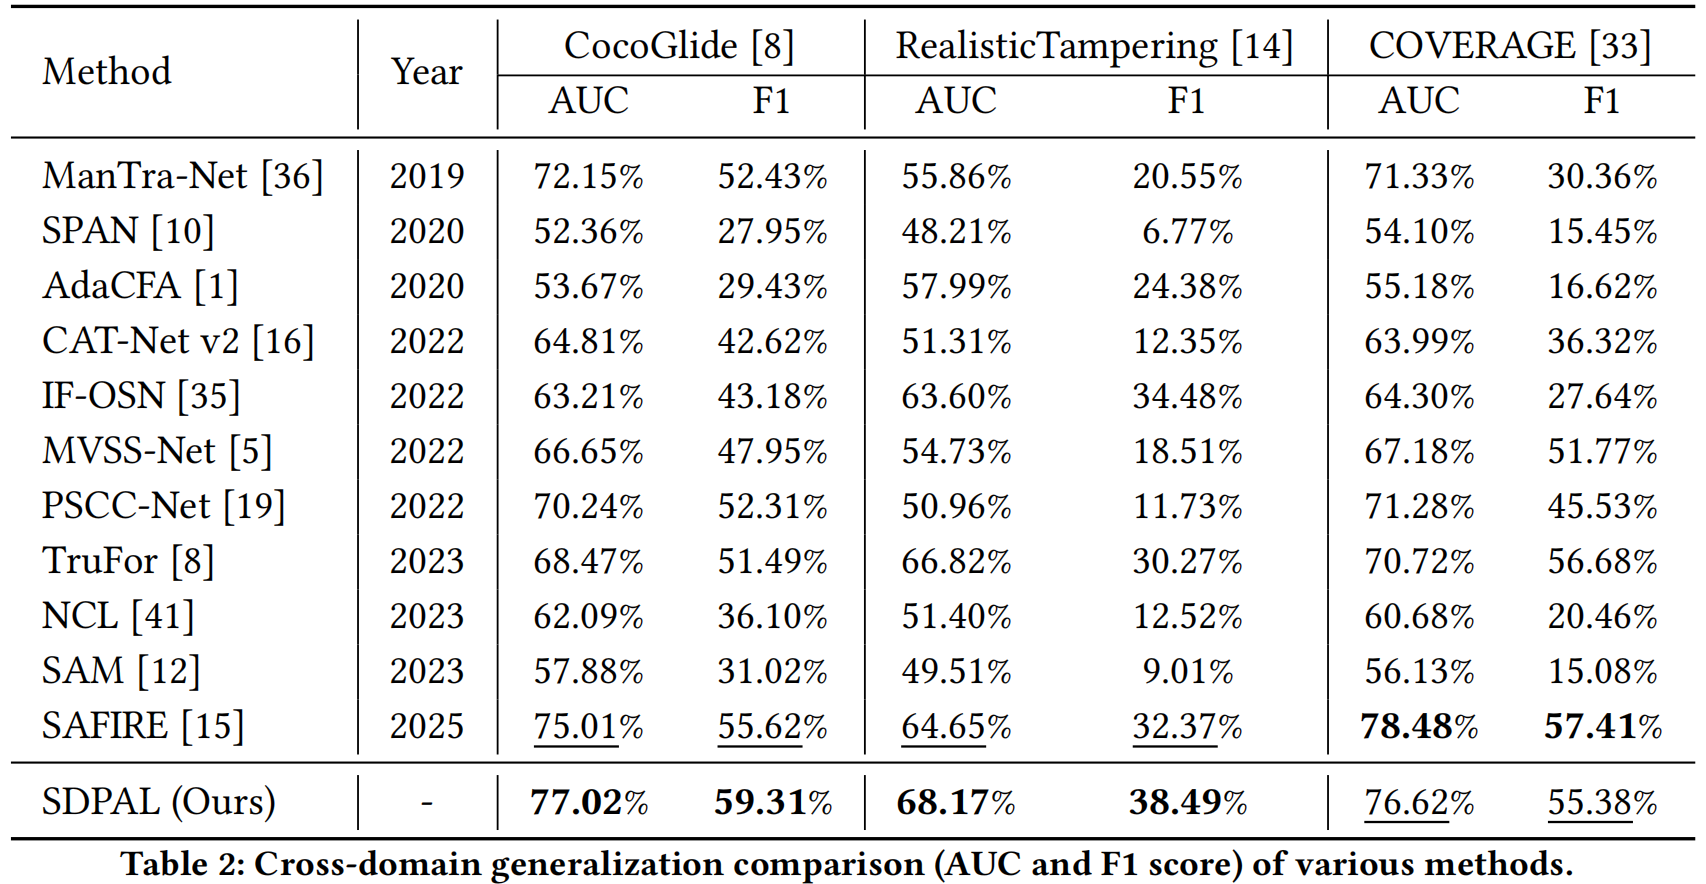 Method Year CocoGlide [8] RealisticTampering [14] COVERAGE [33]
AUC F1 AUC F1 AUC F1
ManTra-Net [36] 2019 72.15% 52.43% 55.86% 20.55% 71.33% 30.36%
SPAN [10] 2020 52.36% 27.95% 48.21% 6.77% 54.10% 15.45%
AdaCFA [1] 2020 53.67% 29.43% 57.99% 24.38% 55.18% 16.62%
CAT-Net v2 [16] 2022 64.81% 42.62% 51.31% 12.35% 63.99% 36.32%
IF-OSN [35] 2022 63.21% 43.18% 63.60% 34.48% 64.30% 27.64%
MVSS-Net [5] 2022 66.65% 47.95% 54.73% 18.51% 67.18% 51.77%
PSCC-Net [19] 2022 70.24% 52.31% 50.96% 11.73% 71.28% 45.53%
TruFor [8] 2023 68.47% 51.49% 66.82% 30.27% 70.72% 56.68%
NCL [41] 2023 62.09% 36.10% 51.40% 12.52% 60.68% 20.46%
SAM [12] 2023 57.88% 31.02% 49.51% 9.01% 56.13% 15.08%
SAFIRE [15] 2025 75.01% 55.62% 64.65% 32.37% 78.48% 57.41%
SDPAL (Ours) - 77.02% 59.31% 68.17% 38.49% 76.62% 55.38%
Table 2: Cross-domain generalization comparison (AUC and F1 score) of various methods.